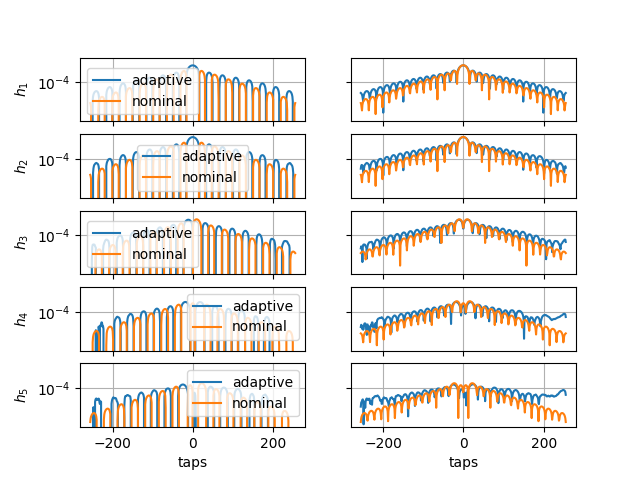 h₁
10⁻⁴
adaptive
nominal
h₂
10⁻⁴
adaptive
nominal
h₃
10⁻⁴
adaptive
nominal
h₄
10⁻⁴
adaptive
nominal
h₅
10⁻⁴
adaptive
nominal
−200 0 200 −200 0 200
taps taps